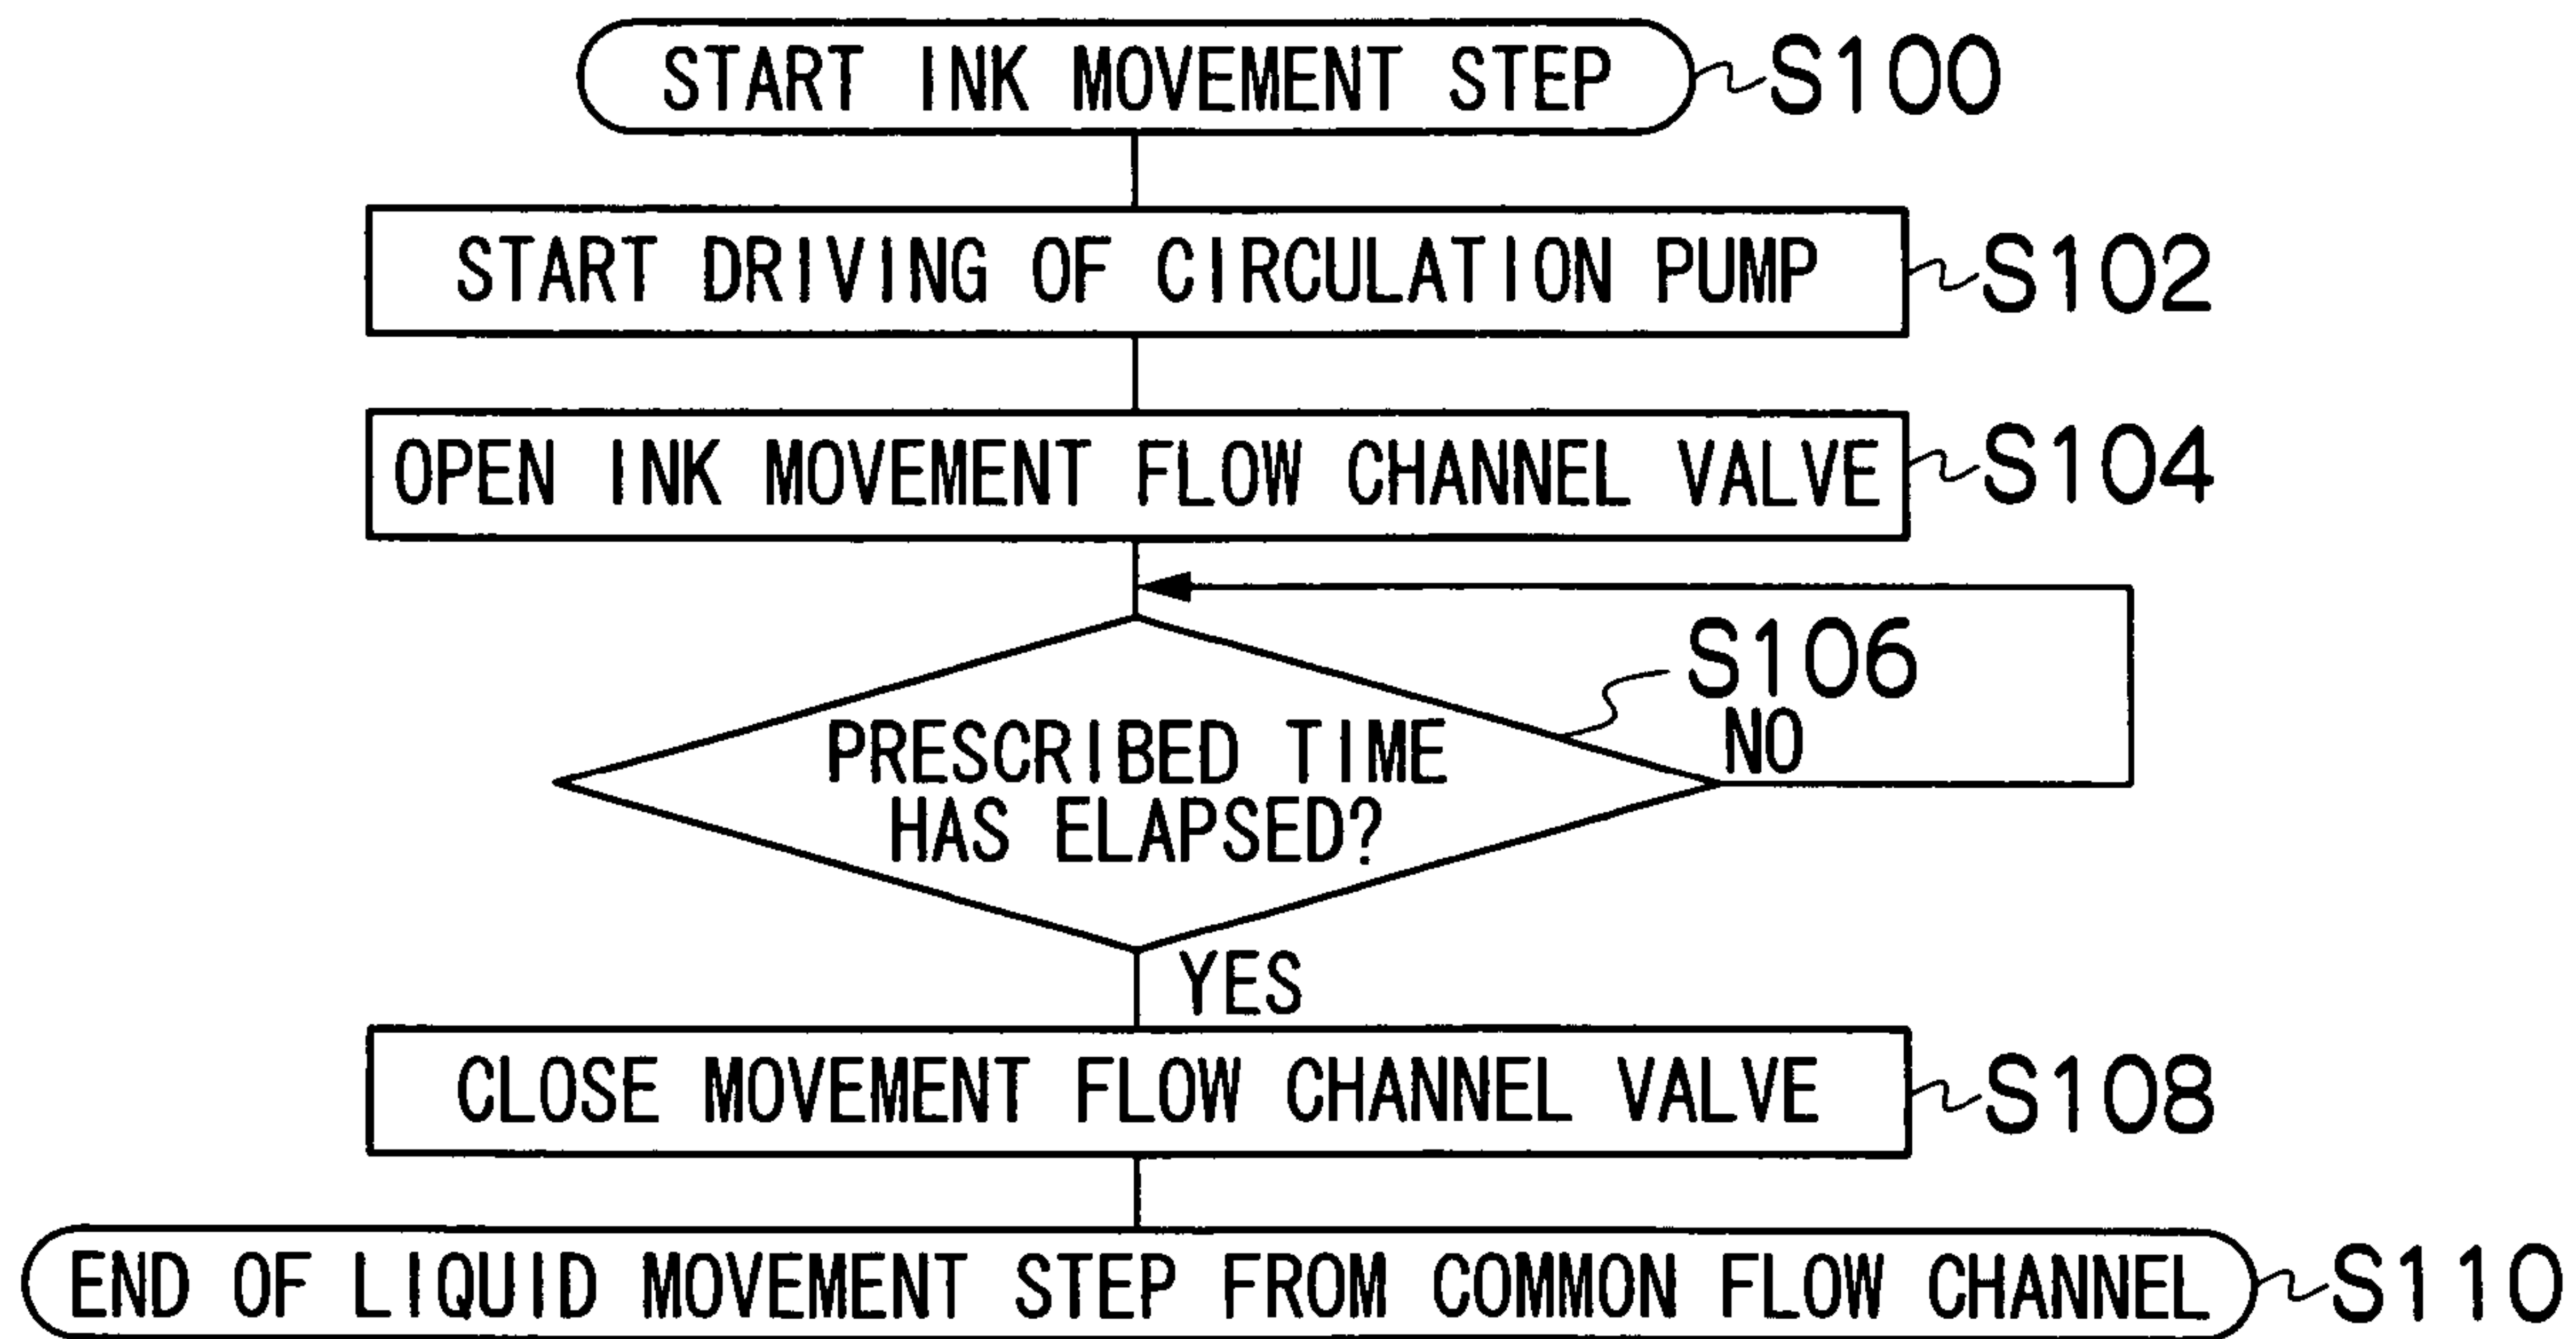 START INK MOVEMENT STEP S100
START DRIVING OF CIRCULATION PUMP S102
OPEN INK MOVEMENT FLOW CHANNEL VALVE S104
S106
NO
PRESCRIBED TIME
HAS ELAPSED?
YES
CLOSE MOVEMENT FLOW CHANNEL VALVE S108
END OF LIQUID MOVEMENT STEP FROM COMMON FLOW CHANNEL S110